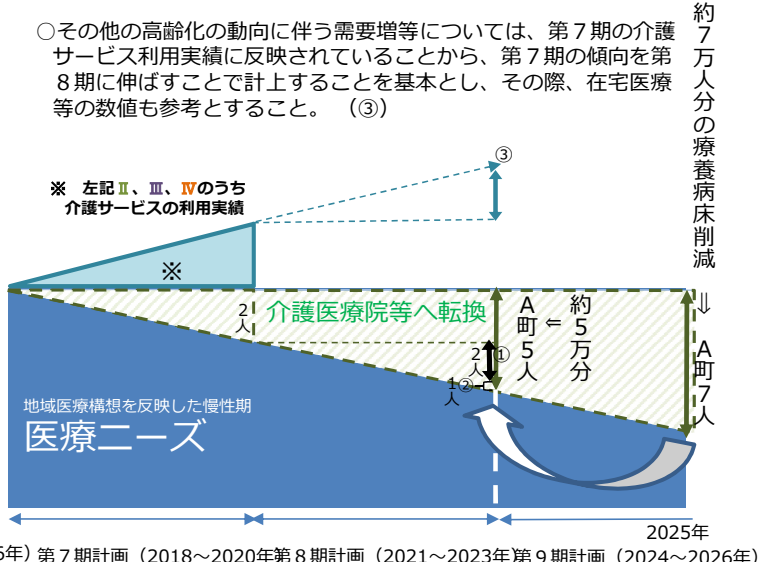 ○その他の高齢化の動向に伴う需要増等については、第７期の介護
サービス利用実績に反映されていることから、第７期の傾向を第
８期に伸ばすことで計上することを基本とし、その際、在宅医療
等の数値も参考とすること。（③）
約７万人分の療養病床削減
⇒
A町７人
③
※ 左記Ⅱ、Ⅲ、Ⅳのうち
介護サービスの利用実績
※
2人
介護医療院等へ転換
A町５人
⇐
約５万分
2人
①
②
1人
地域医療構想を反映した慢性期
医療ニーズ
2025年
6年)
第７期計画（2018～2020年
第８期計画（2021～2023年)
第９期計画（2024～2026年)